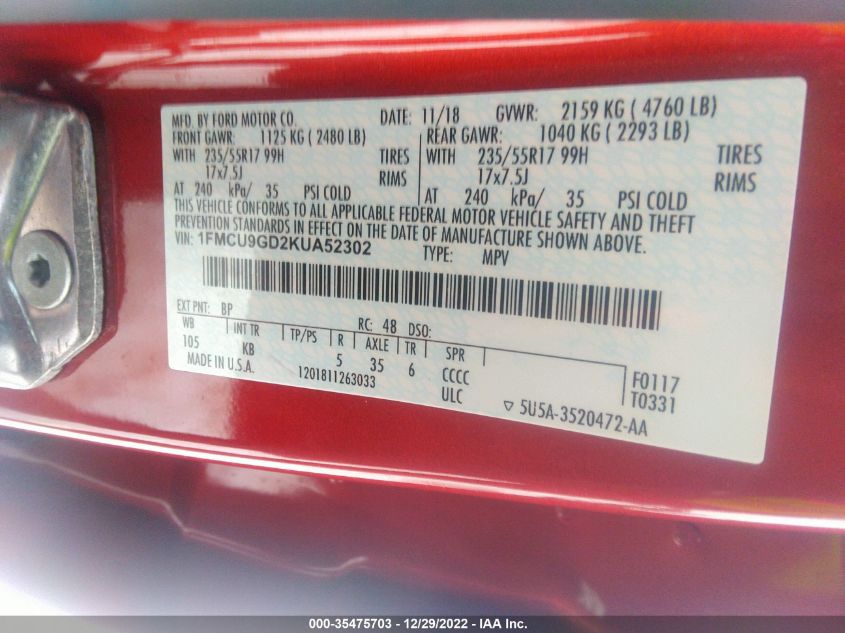 MFD. BY FORD MOTOR CO. DATE: 11/18 GVWR: 2159 KG ( 4760 LB)
FRONT GAWR: 1125 KG ( 2480 LB) REAR GAWR: 1040 KG ( 2293 LB)
WITH 235/55R17 99H TIRES WITH 235/55R17 99H TIRES
17x7.5J RIMS 17x7.5J RIMS
AT 240 kPa/ 35 PSI COLD AT 240 kPa/ 35 PSI COLD
THIS VEHICLE CONFORMS TO ALL APPLICABLE FEDERAL MOTOR VEHICLE SAFETY AND THEFT
PREVENTION STANDARDS IN EFFECT ON THE DATE OF MANUFACTURE SHOWN ABOVE.
VIN: 1FMCU9GD2KUA52302 TYPE: MPV
EXT PNT: BP RC: 48 DSO:
WB INT TR TP/PS R AXLE TR SPR
105 KB 5 35 6 CCCC F0117
MADE IN U.S.A. 1201811263033 ULC T0331
▽ 5U5A-3520472-AA
000-35475703 - 12/29/2022 - IAA Inc.